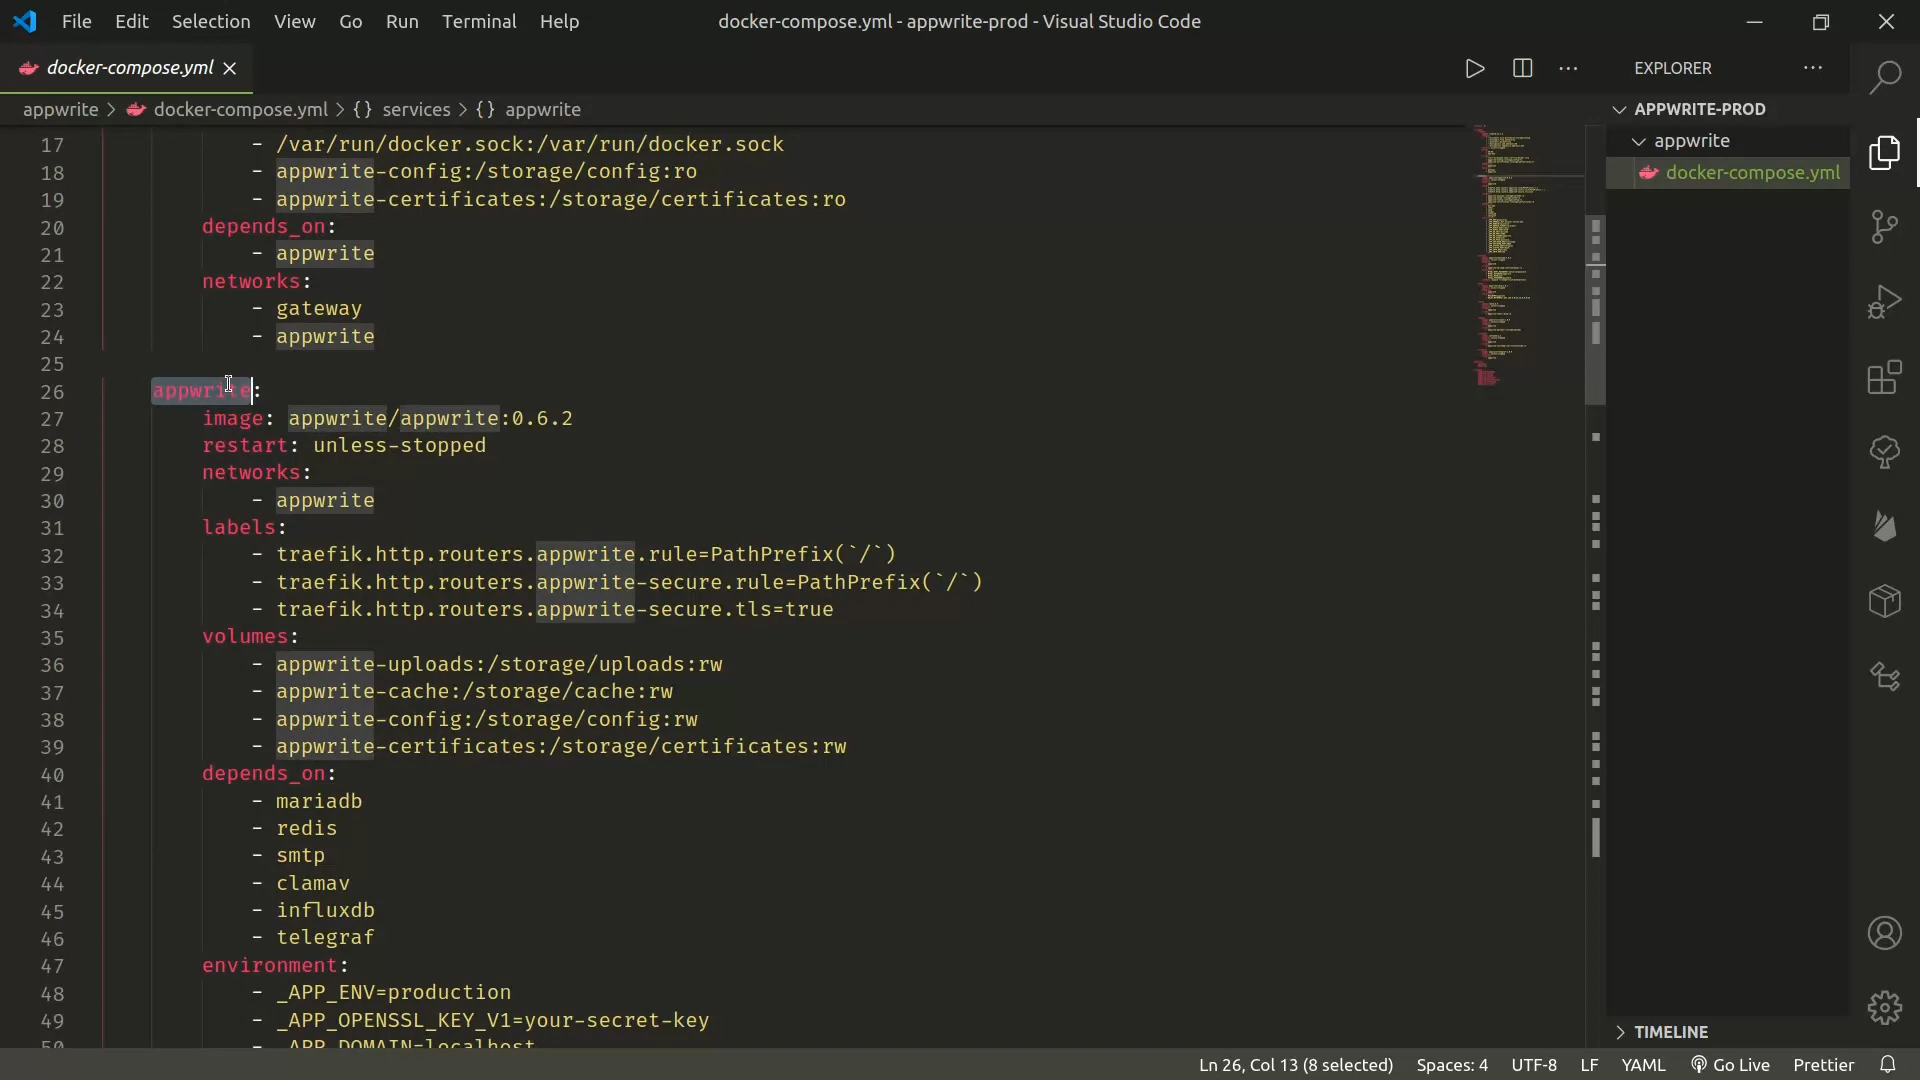 File Edit Selection View Go Run Terminal Help docker-compose.yml - appwrite-prod - Visual Studio Code
docker-compose.yml
EXPLORER
appwrite > docker-compose.yml > {} services > {} appwrite
APPWRITE-PROD
appwrite
docker-compose.yml
17 - /var/run/docker.sock:/var/run/docker.sock
18 - appwrite-config:/storage/config:ro
19 - appwrite-certificates:/storage/certificates:ro
20 depends_on:
21 - appwrite
22 networks:
23 - gateway
24 - appwrite
25
26 appwrite:
27 image: appwrite/appwrite:0.6.2
28 restart: unless-stopped
29 networks:
30 - appwrite
31 labels:
32 - traefik.http.routers.appwrite.rule=PathPrefix(`/`)
33 - traefik.http.routers.appwrite-secure.rule=PathPrefix(`/`)
34 - traefik.http.routers.appwrite-secure.tls=true
35 volumes:
36 - appwrite-uploads:/storage/uploads:rw
37 - appwrite-cache:/storage/cache:rw
38 - appwrite-config:/storage/config:rw
39 - appwrite-certificates:/storage/certificates:rw
40 depends_on:
41 - mariadb
42 - redis
43 - smtp
44 - clamav
45 - influxdb
46 - telegraf
47 environment:
48 - _APP_ENV=production
49 - _APP_OPENSSL_KEY_V1=your-secret-key
50 - _APP_DOMAIN=localhost
TIMELINE
Ln 26, Col 13 (8 selected) Spaces: 4 UTF-8 LF YAML Go Live Prettier